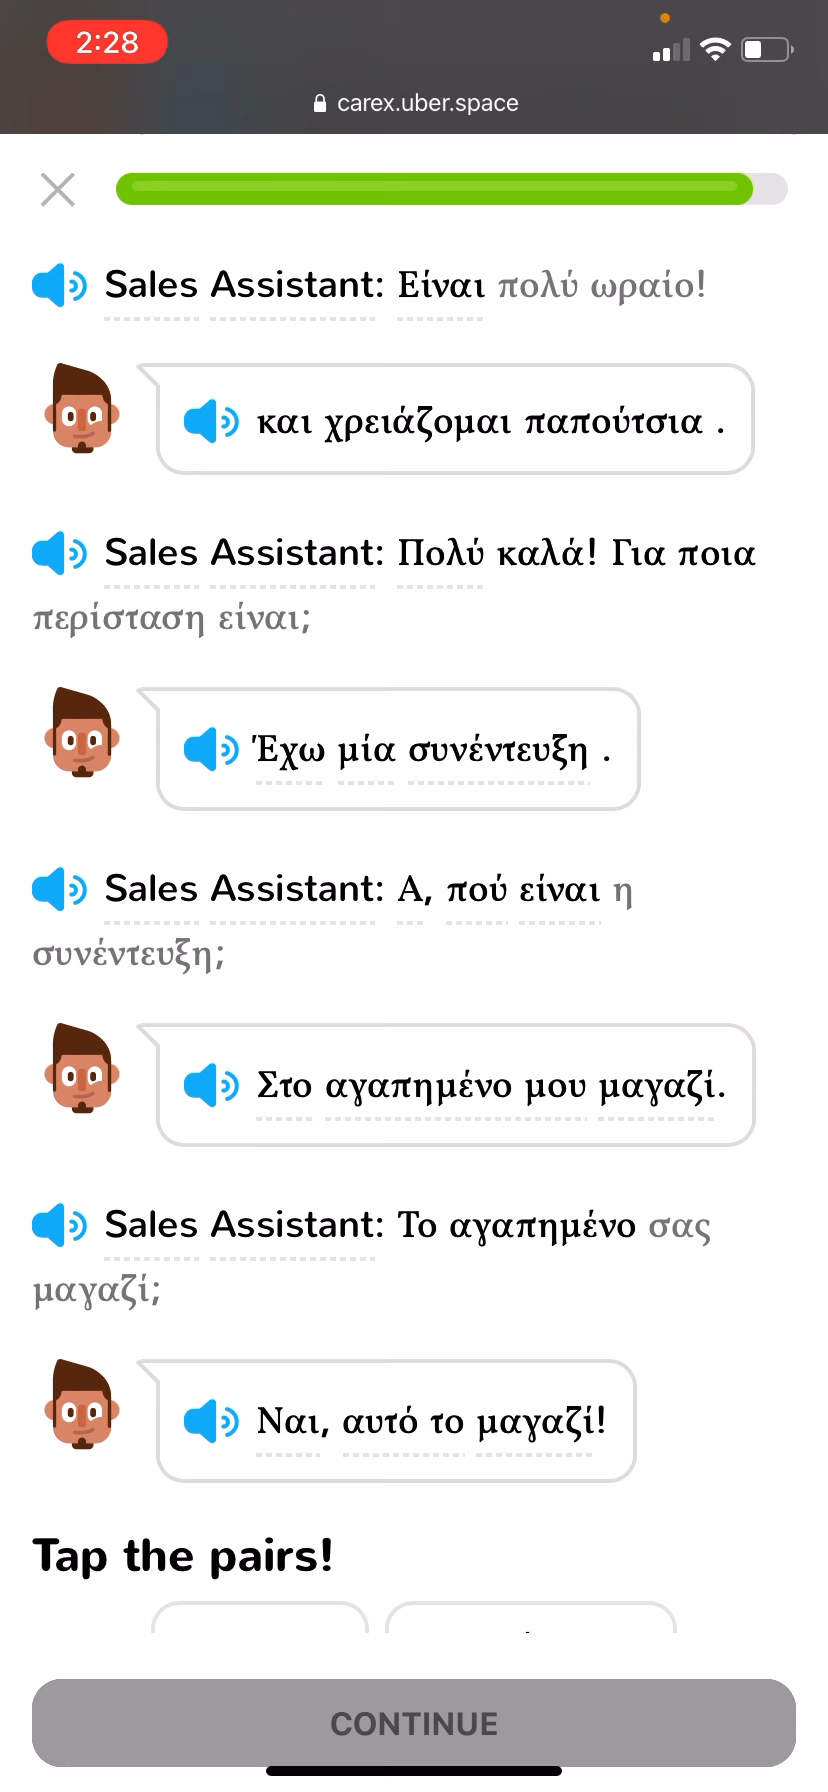 2:28
carex.uber.space
Sales Assistant: Είναι πολύ ωραίο!
και χρειάζομαι παπούτσια .
Sales Assistant: Πολύ καλά! Για ποια
περίσταση είναι;
Έχω μία συνέντευξη .
Sales Assistant: Α, πού είναι η
συνέντευξη;
Στο αγαπημένο μου μαγαζί.
Sales Assistant: Το αγαπημένο σας
μαγαζί;
Ναι, αυτό το μαγαζί!
Tap the pairs!
CONTINUE